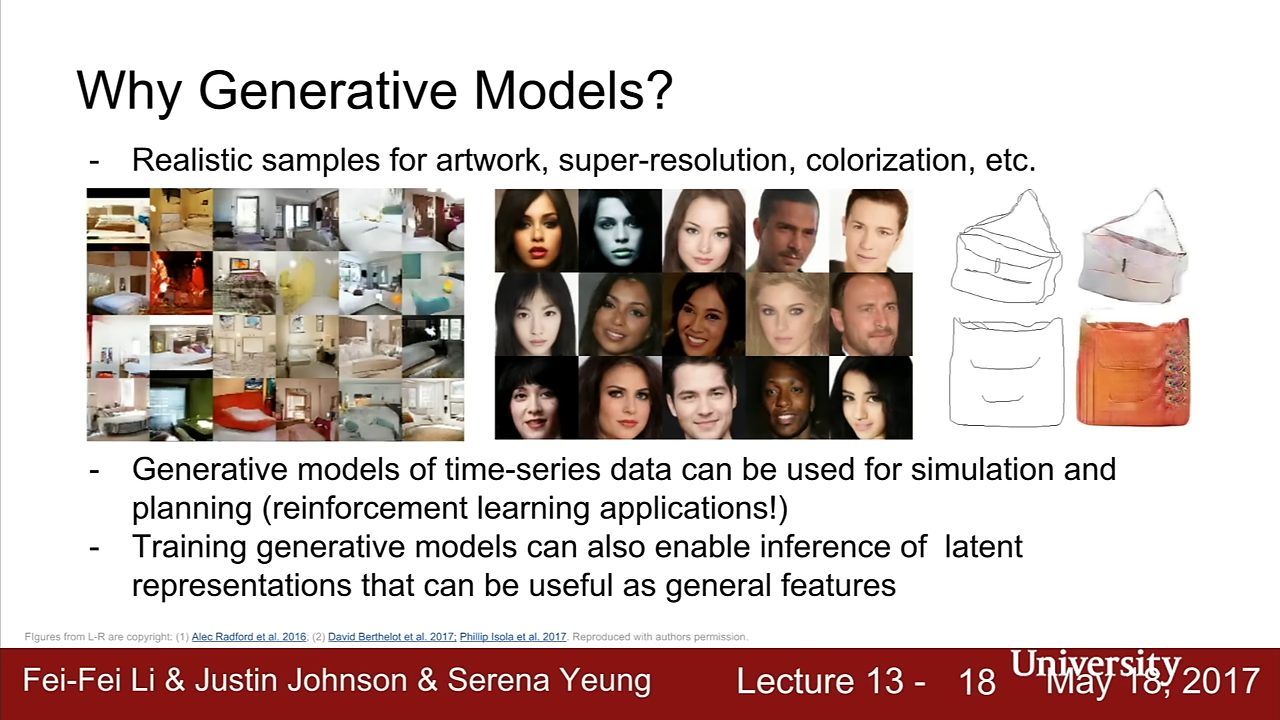 Why Generative Models?
- Realistic samples for artwork, super-resolution, colorization, etc.
- Generative models of time-series data can be used for simulation and
planning (reinforcement learning applications!)
- Training generative models can also enable inference of latent
representations that can be useful as general features
FIgures from L-R are copyright: (1) Alec Radford et al. 2016; (2) David Berthelot et al. 2017; Phillip Isola et al. 2017. Reproduced with authors permission.
Fei-Fei Li & Justin Johnson & Serena Yeung
Lecture 13 - 18
University
May 18, 2017